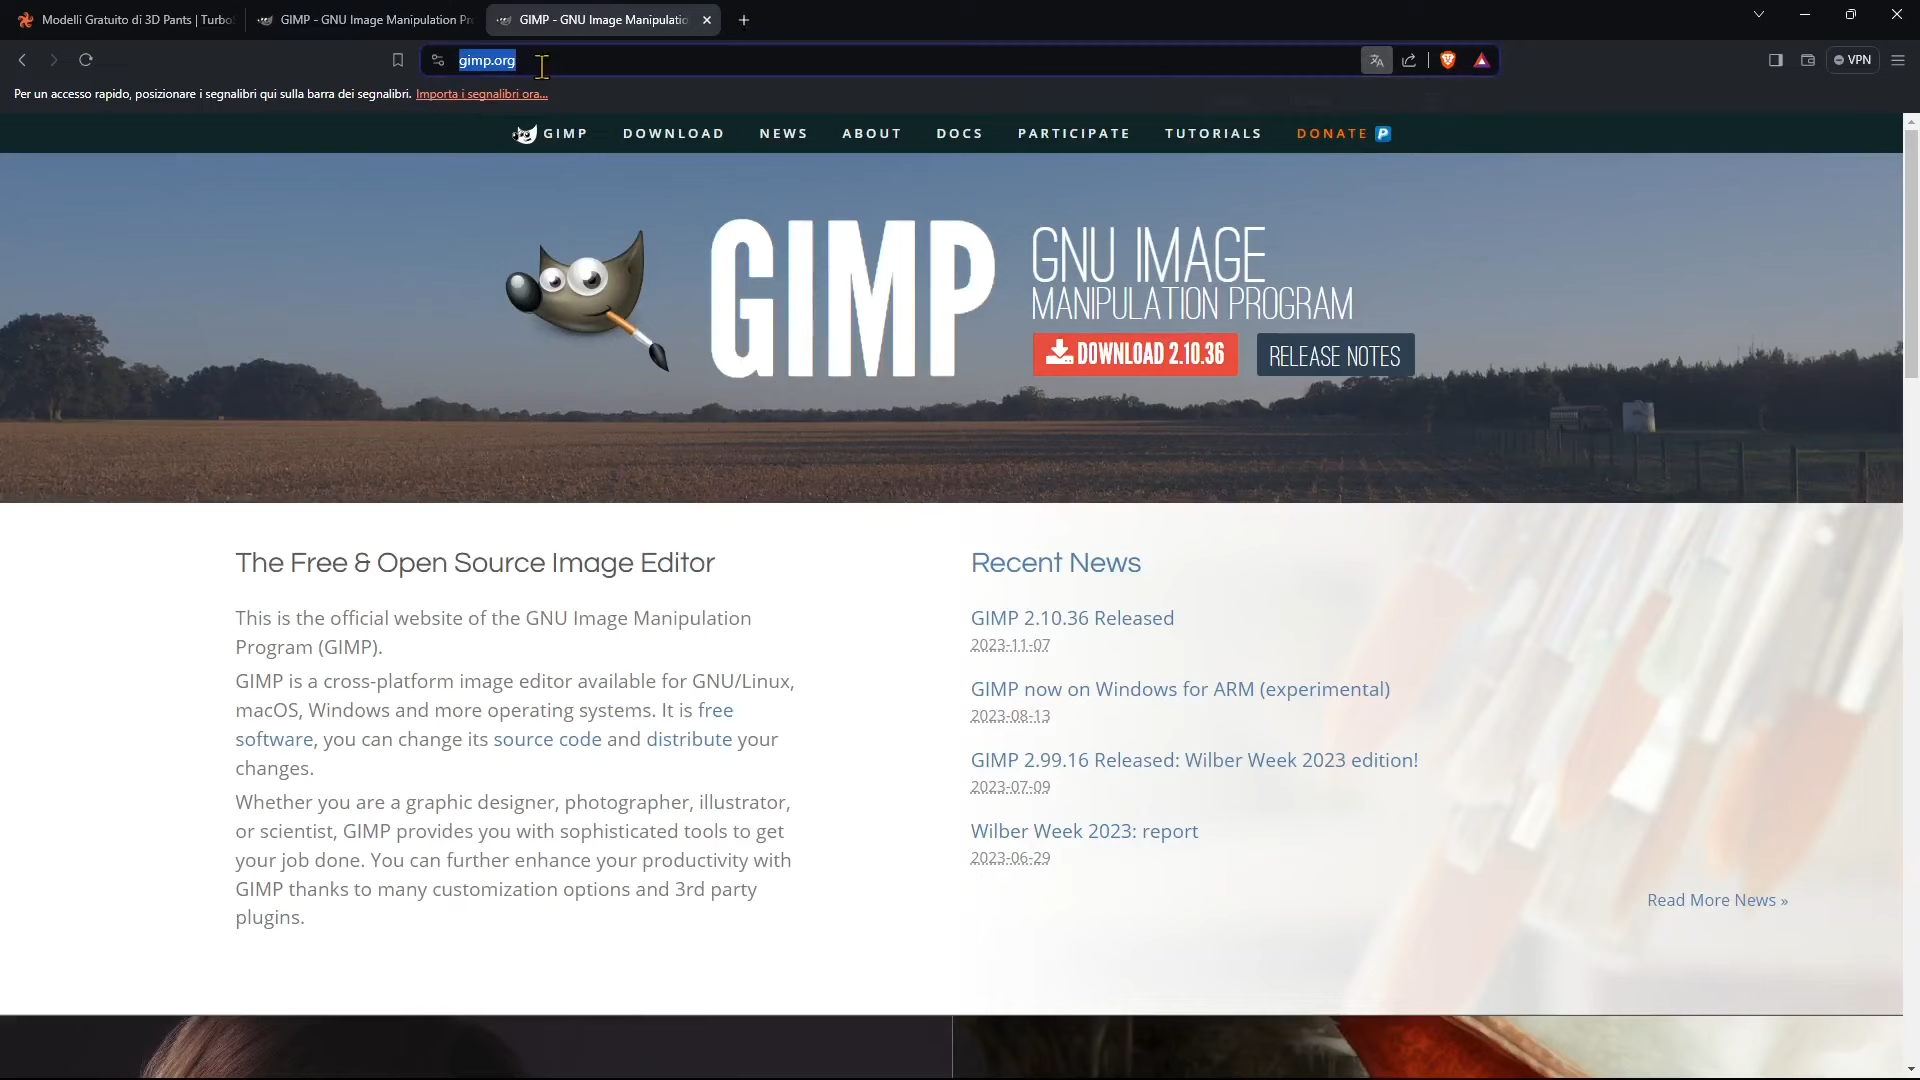 Modelli Gratuito di 3D Pants | Turbo
GIMP - GNU Image Manipulation Pr
GIMP - GNU Image Manipulatio
gimp.org
VPN
Per un accesso rapido, posizionare i segnalibri qui sulla barra dei segnalibri. Importa i segnalibri ora...
GIMP DOWNLOAD NEWS ABOUT DOCS PARTICIPATE TUTORIALS DONATE
GIMP
GNU IMAGE
MANIPULATION PROGRAM
DOWNLOAD 2.10.36
RELEASE NOTES
The Free & Open Source Image Editor
This is the official website of the GNU Image Manipulation
Program (GIMP).
GIMP is a cross-platform image editor available for GNU/Linux,
macOS, Windows and more operating systems. It is free
software, you can change its source code and distribute your
changes.
Whether you are a graphic designer, photographer, illustrator,
or scientist, GIMP provides you with sophisticated tools to get
your job done. You can further enhance your productivity with
GIMP thanks to many customization options and 3rd party
plugins.
Recent News
GIMP 2.10.36 Released
2023-11-07
GIMP now on Windows for ARM (experimental)
2023-08-13
GIMP 2.99.16 Released: Wilber Week 2023 edition!
2023-07-09
Wilber Week 2023: report
2023-06-29
Read More News »